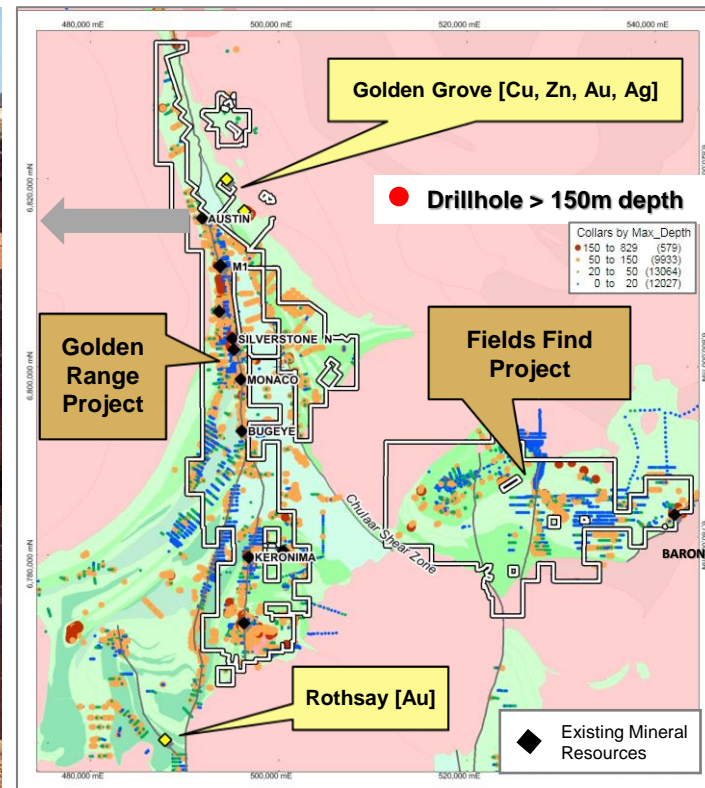 480,000 mE
500,000 mE
520,000 mE
540,000 mE
Golden Grove [Cu, Zn, Au, Ag]
6,820,000 mN
Drillhole > 150m depth
AUSTIN
Collars by Max_Depth
150 to 829 (579)
50 to 150 (9933)
20 to 50 (13064)
0 to 20 (12027)
M1
Golden
Range
Project
SILVERSTONE N
Fields Find
Project
6,800,000 mN
MONACO
BUGEYE
Chulaar Shear Zone
6,780,000 mN
KERONIMA
BARON
Rothsay [Au]
Existing Mineral
Resources
480,000 mE
500,000 mE
520,000 mE